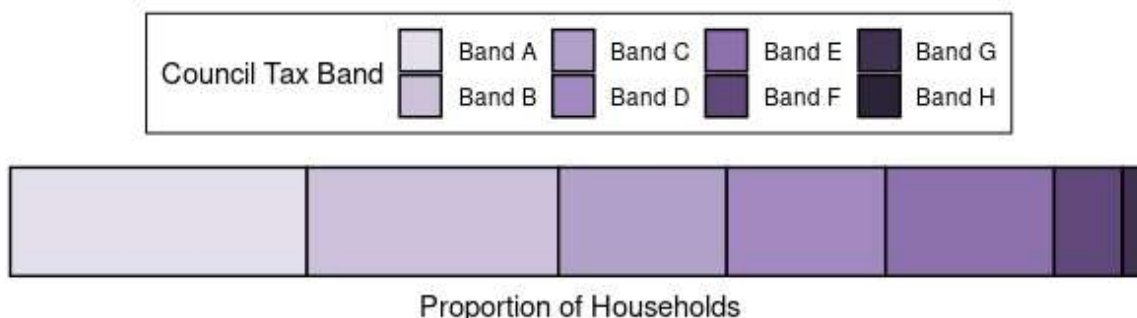 Council Tax Band
Band A
Band B
Band C
Band D
Band E
Band F
Band G
Band H
Proportion of Households